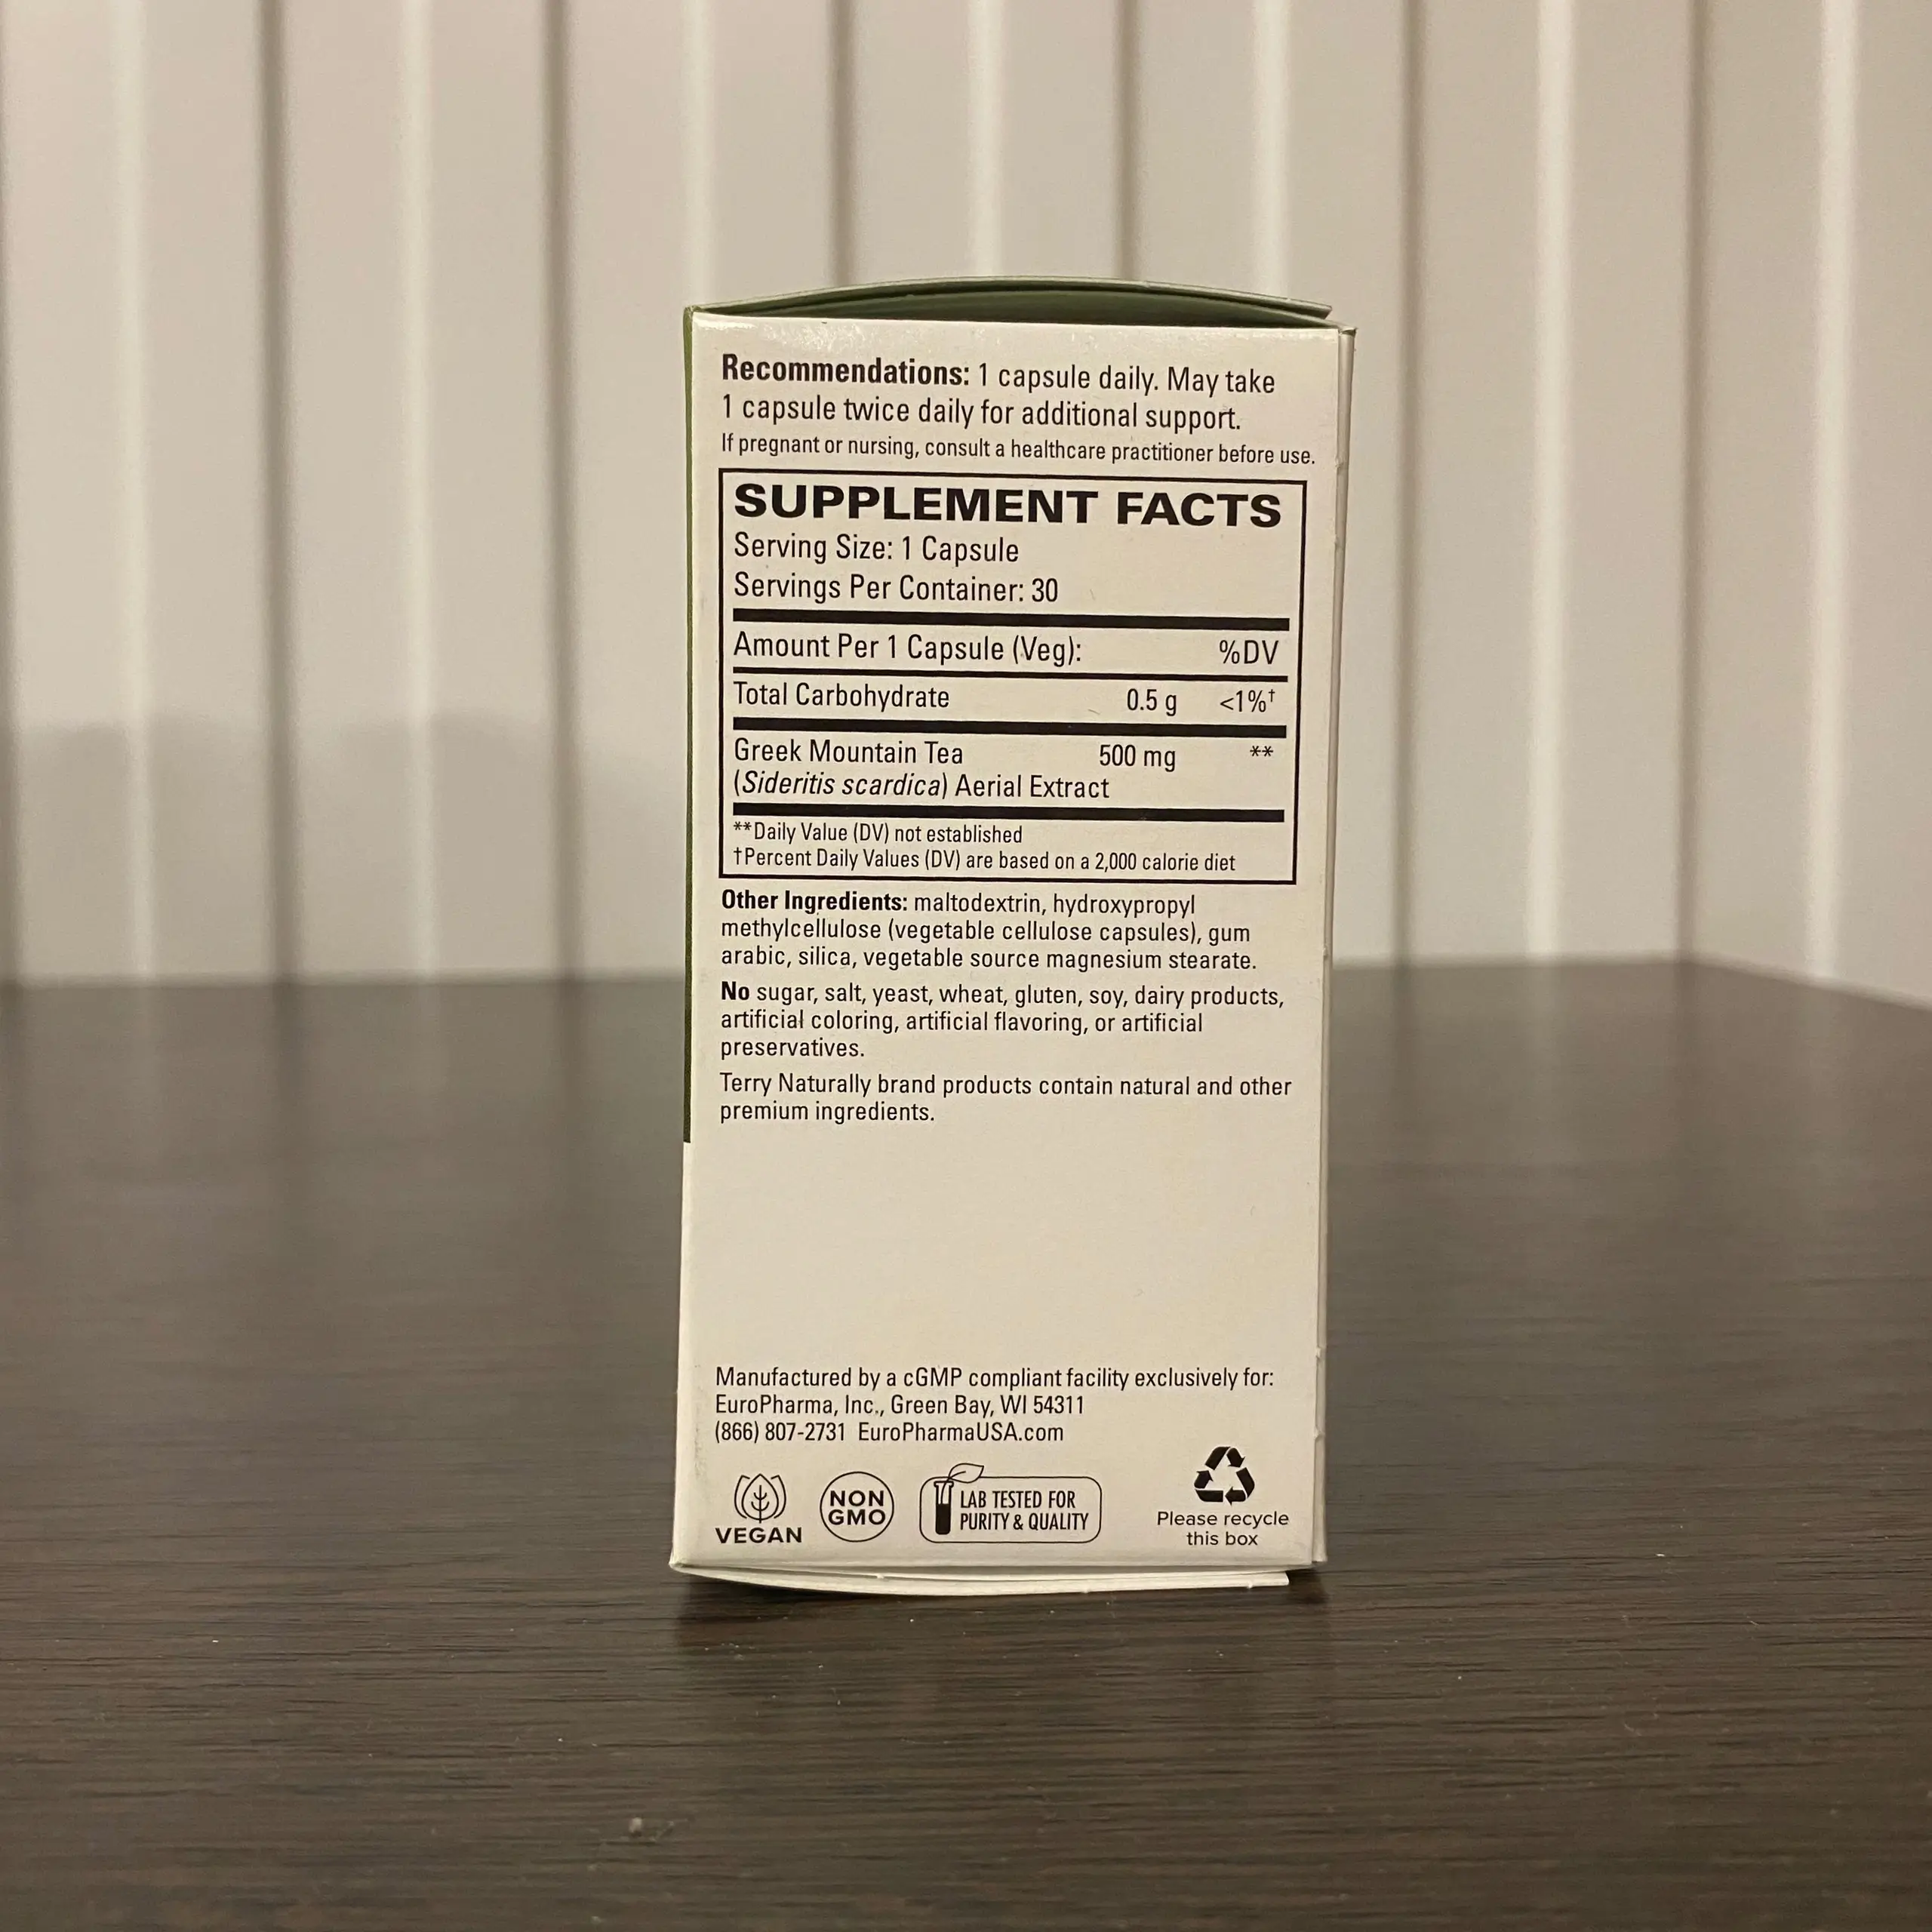 Recommendations: 1 capsule daily. May take
1 capsule twice daily for additional support.
If pregnant or nursing, consult a healthcare practitioner before use.
SUPPLEMENT FACTS
Serving Size: 1 Capsule
Servings Per Container: 30
Amount Per 1 Capsule (Veg): %DV
Total Carbohydrate 0.5 g <1%†
Greek Mountain Tea 500 mg **
(Sideritis scardica) Aerial Extract
**Daily Value (DV) not established
†Percent Daily Values (DV) are based on a 2,000 calorie diet
Other Ingredients: maltodextrin, hydroxypropyl
methylcellulose (vegetable cellulose capsules), gum
arabic, silica, vegetable source magnesium stearate.
No sugar, salt, yeast, wheat, gluten, soy, dairy products,
artificial coloring, artificial flavoring, or artificial
preservatives.
Terry Naturally brand products contain natural and other
premium ingredients.
Manufactured by a cGMP compliant facility exclusively for:
EuroPharma, Inc., Green Bay, WI 54311
(866) 807-2731 EuroPharmaUSA.com
VEGAN
NON
GMO
LAB TESTED FOR
PURITY & QUALITY
Please recycle
this box